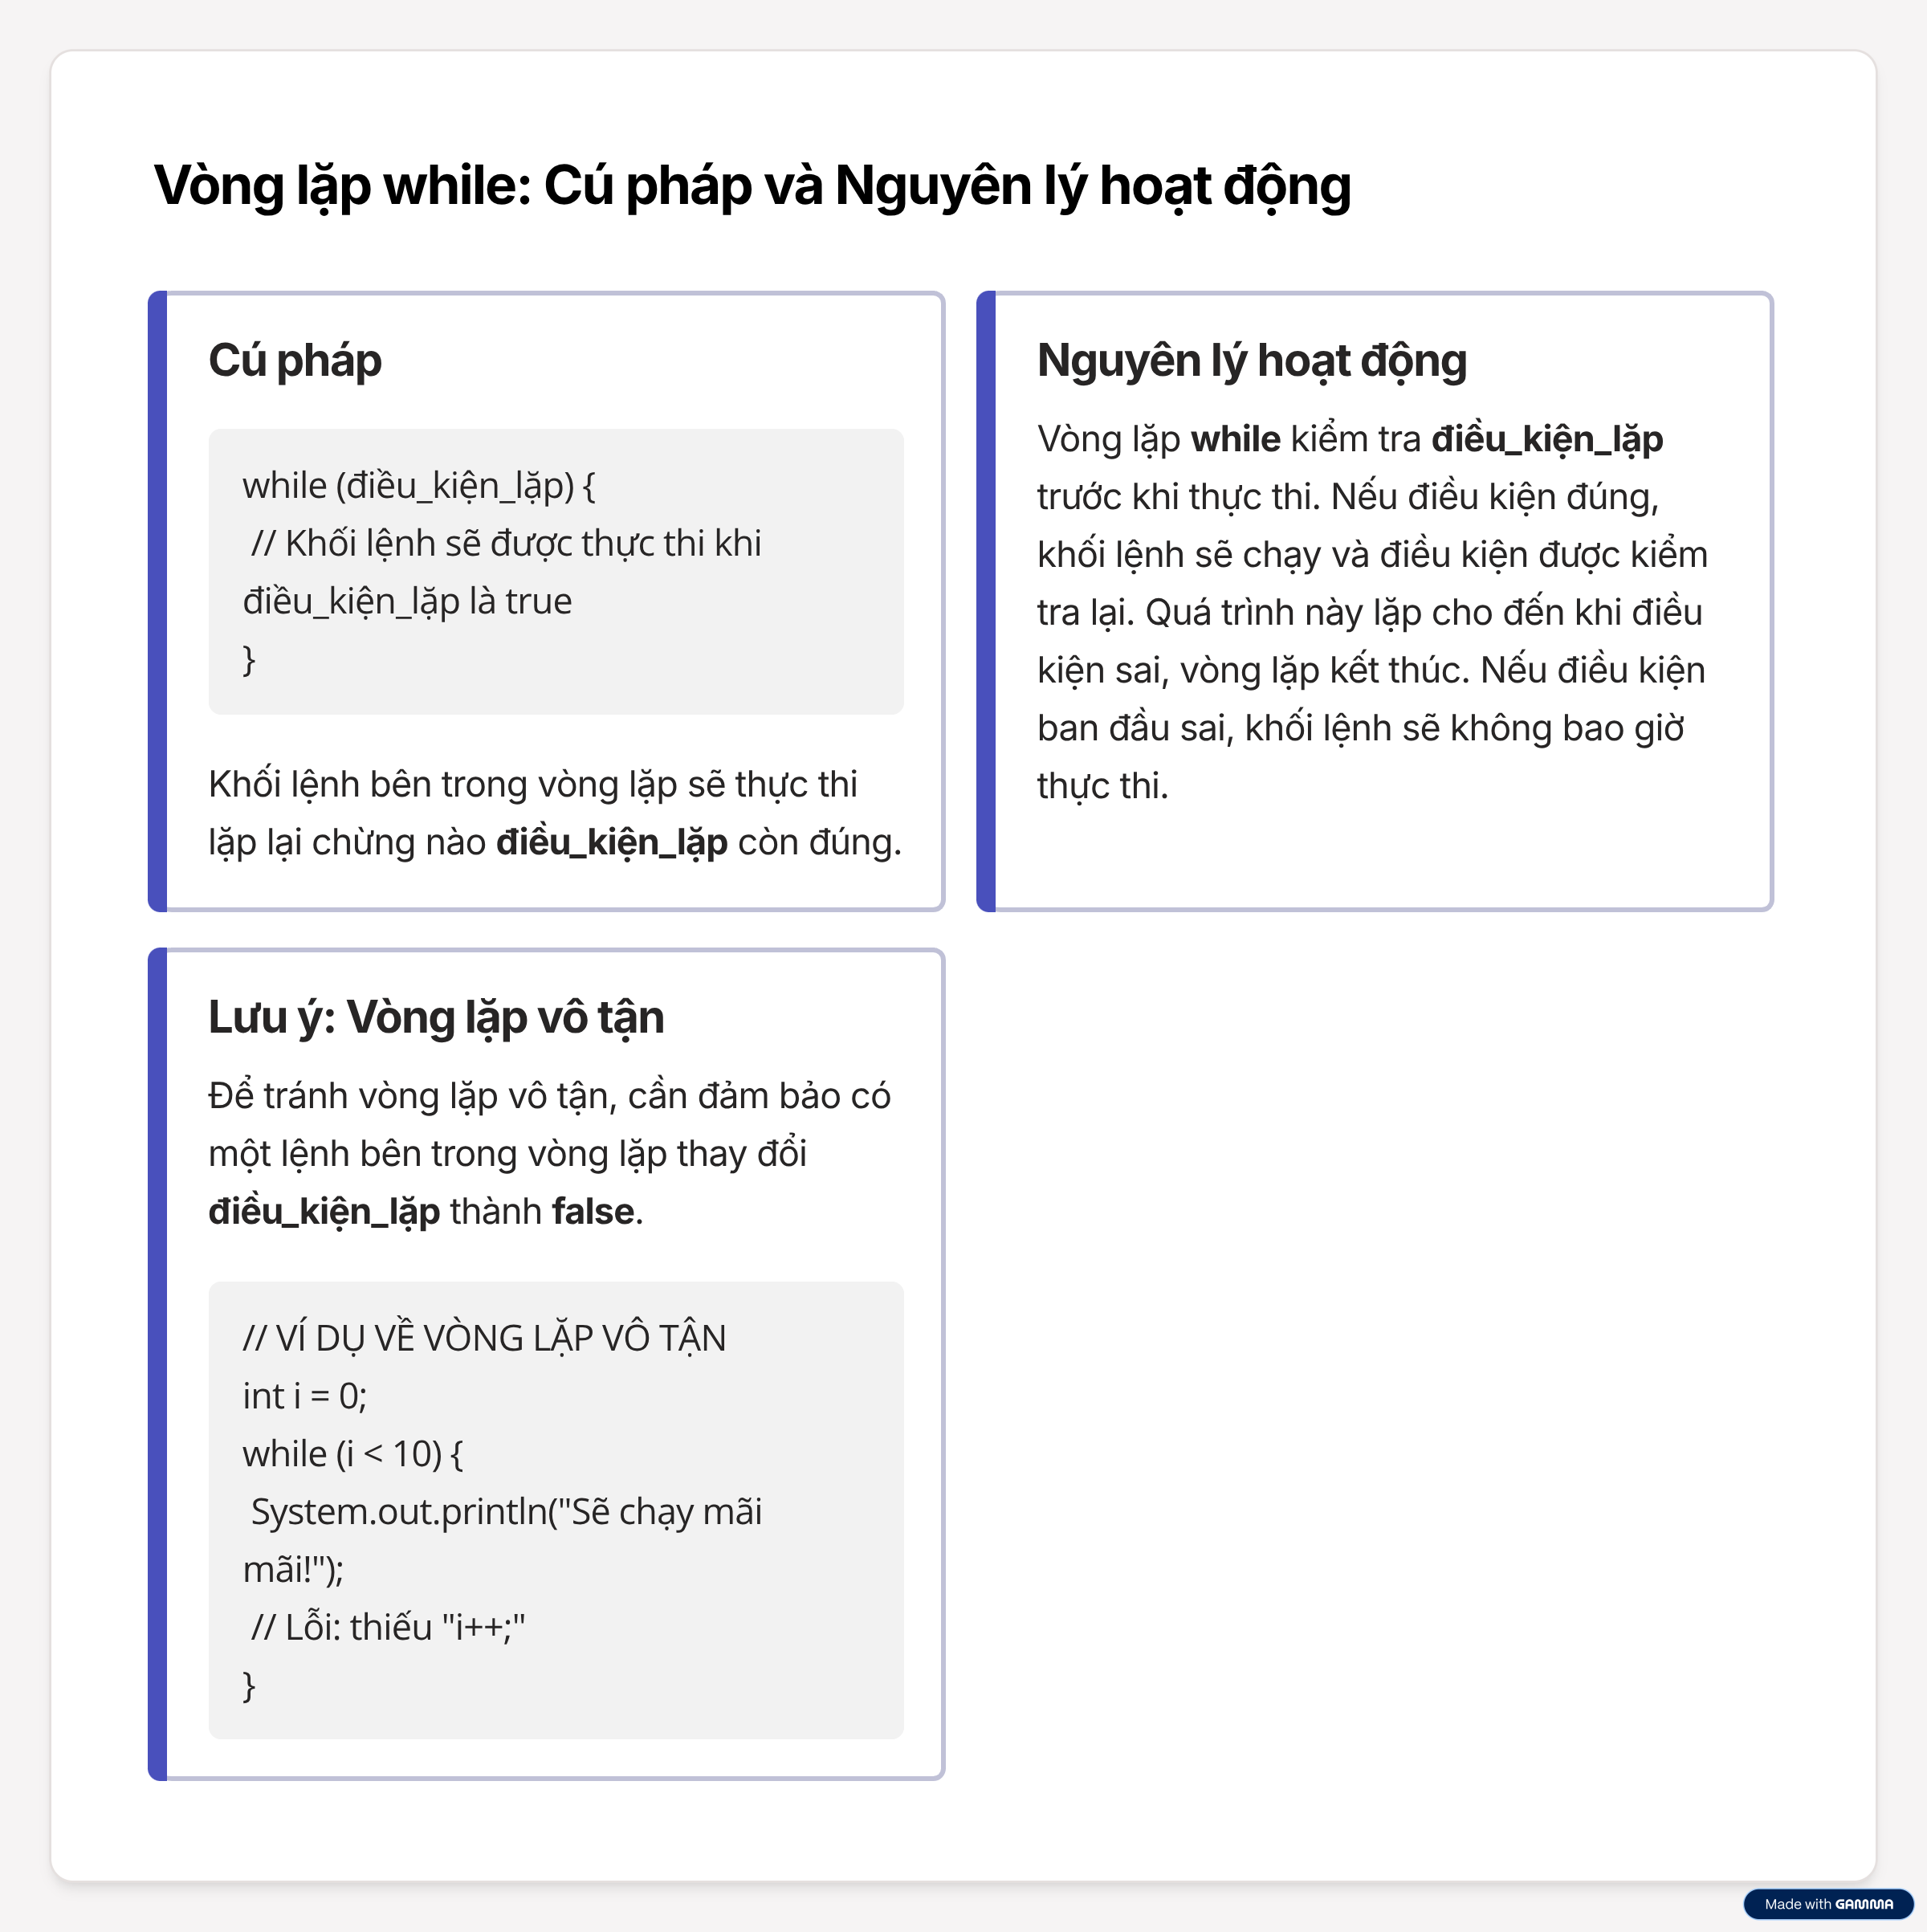 Vòng lặp while: Cú pháp và Nguyên lý hoạt động
Cú pháp
while (điều_kiện_lặp) {
// Khối lệnh sẽ được thực thi khi
điều_kiện_lặp là true
}
Khối lệnh bên trong vòng lặp sẽ thực thi
lặp lại chừng nào điều_kiện_lặp còn đúng.
Nguyên lý hoạt động
Vòng lặp while kiểm tra điều_kiện_lặp
trước khi thực thi. Nếu điều kiện đúng,
khối lệnh sẽ chạy và điều kiện được kiểm
tra lại. Quá trình này lặp cho đến khi điều
kiện sai, vòng lặp kết thúc. Nếu điều kiện
ban đầu sai, khối lệnh sẽ không bao giờ
thực thi.
Lưu ý: Vòng lặp vô tận
Để tránh vòng lặp vô tận, cần đảm bảo có
một lệnh bên trong vòng lặp thay đổi
điều_kiện_lặp thành false.
// VÍ DỤ VỀ VÒNG LẶP VÔ TẬN
int i = 0;
while (i < 10) {
System.out.println("Sẽ chạy mãi
mãi!");
// Lỗi: thiếu "i++;"
}
Made with GAMMA